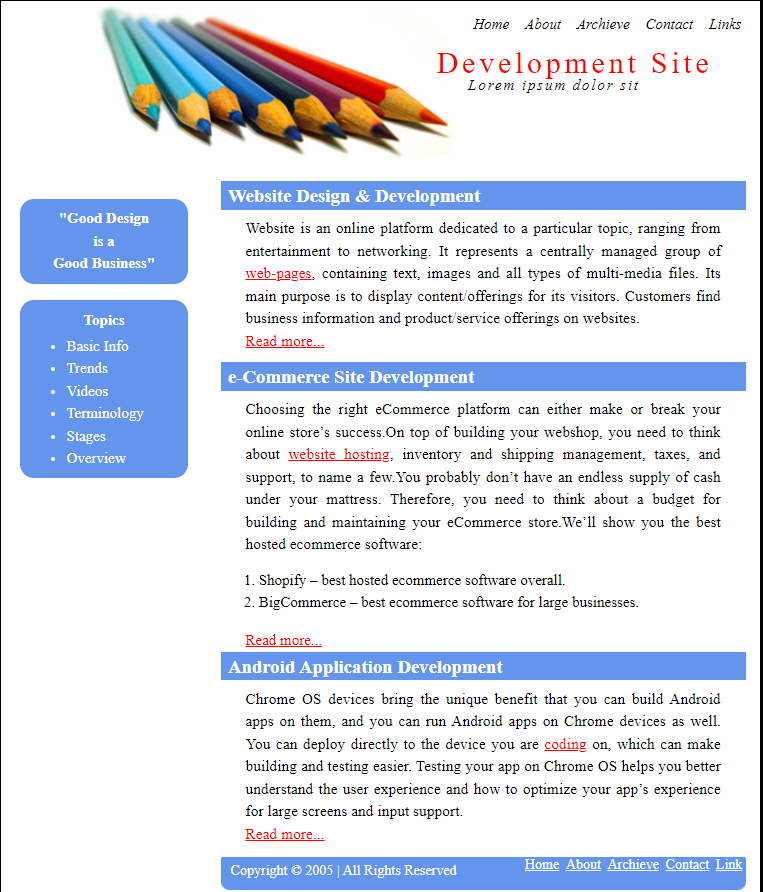 Home About Archieve Contact Links
Development Site
Lorem ipsum dolor sit
"Good Design
is a
Good Business"
Topics
• Basic Info
• Trends
• Videos
• Terminology
• Stages
• Overview
Website Design & Development
Website is an online platform dedicated to a particular topic, ranging from
entertainment to networking. It represents a centrally managed group of
web-pages, containing text, images and all types of multi-media files. Its
main purpose is to display content/offerings for its visitors. Customers find
business information and product/service offerings on websites.
Read more...
e-Commerce Site Development
Choosing the right eCommerce platform can either make or break your
online store’s success.On top of building your webshop, you need to think
about website hosting, inventory and shipping management, taxes, and
support, to name a few.You probably don’t have an endless supply of cash
under your mattress. Therefore, you need to think about a budget for
building and maintaining your eCommerce store.We’ll show you the best
hosted ecommerce software:
1. Shopify – best hosted ecommerce software overall.
2. BigCommerce – best ecommerce software for large businesses.
Read more...
Android Application Development
Chrome OS devices bring the unique benefit that you can build Android
apps on them, and you can run Android apps on Chrome devices as well.
You can deploy directly to the device you are coding on, which can make
building and testing easier. Testing your app on Chrome OS helps you better
understand the user experience and how to optimize your app’s experience
for large screens and input support.
Read more...
Copyright © 2005 | All Rights Reserved
Home About Archieve Contact Link